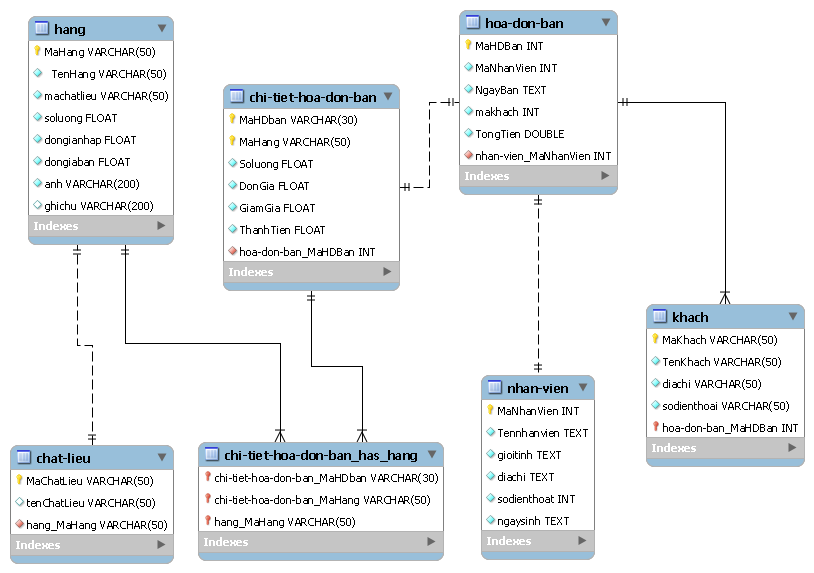 hang
MaHang VARCHAR(50)
TenHang VARCHAR(50)
machatlieu VARCHAR(50)
soluong FLOAT
dongianhap FLOAT
dongiaban FLOAT
anh VARCHAR(200)
ghichu VARCHAR(200)
Indexes
chi-tiet-hoa-don-ban
MaHDban VARCHAR(30)
MaHang VARCHAR(50)
Soluong FLOAT
DonGia FLOAT
GiamGia FLOAT
ThanhTien FLOAT
hoa-don-ban_MaHDBan INT
Indexes
hoa-don-ban
MaHDBan INT
MaNhanVien INT
NgayBan TEXT
makhach INT
TongTien DOUBLE
nhan-vien_MaNhanVien INT
Indexes
khach
MaKhach VARCHAR(50)
TenKhach VARCHAR(50)
diachi VARCHAR(50)
sodienthoai VARCHAR(50)
hoa-don-ban_MaHDBan INT
Indexes
chat-lieu
MaChatLieu VARCHAR(50)
tenChatLieu VARCHAR(50)
hang_MaHang VARCHAR(50)
Indexes
chi-tiet-hoa-don-ban_has_hang
chi-tiet-hoa-don-ban_MaHDban VARCHAR(30)
chi-tiet-hoa-don-ban_MaHang VARCHAR(50)
hang_MaHang VARCHAR(50)
Indexes
nhan-vien
MaNhanVien INT
Tennhanvien TEXT
gioitinh TEXT
diachi TEXT
sodienthoat INT
ngaysinh TEXT
Indexes